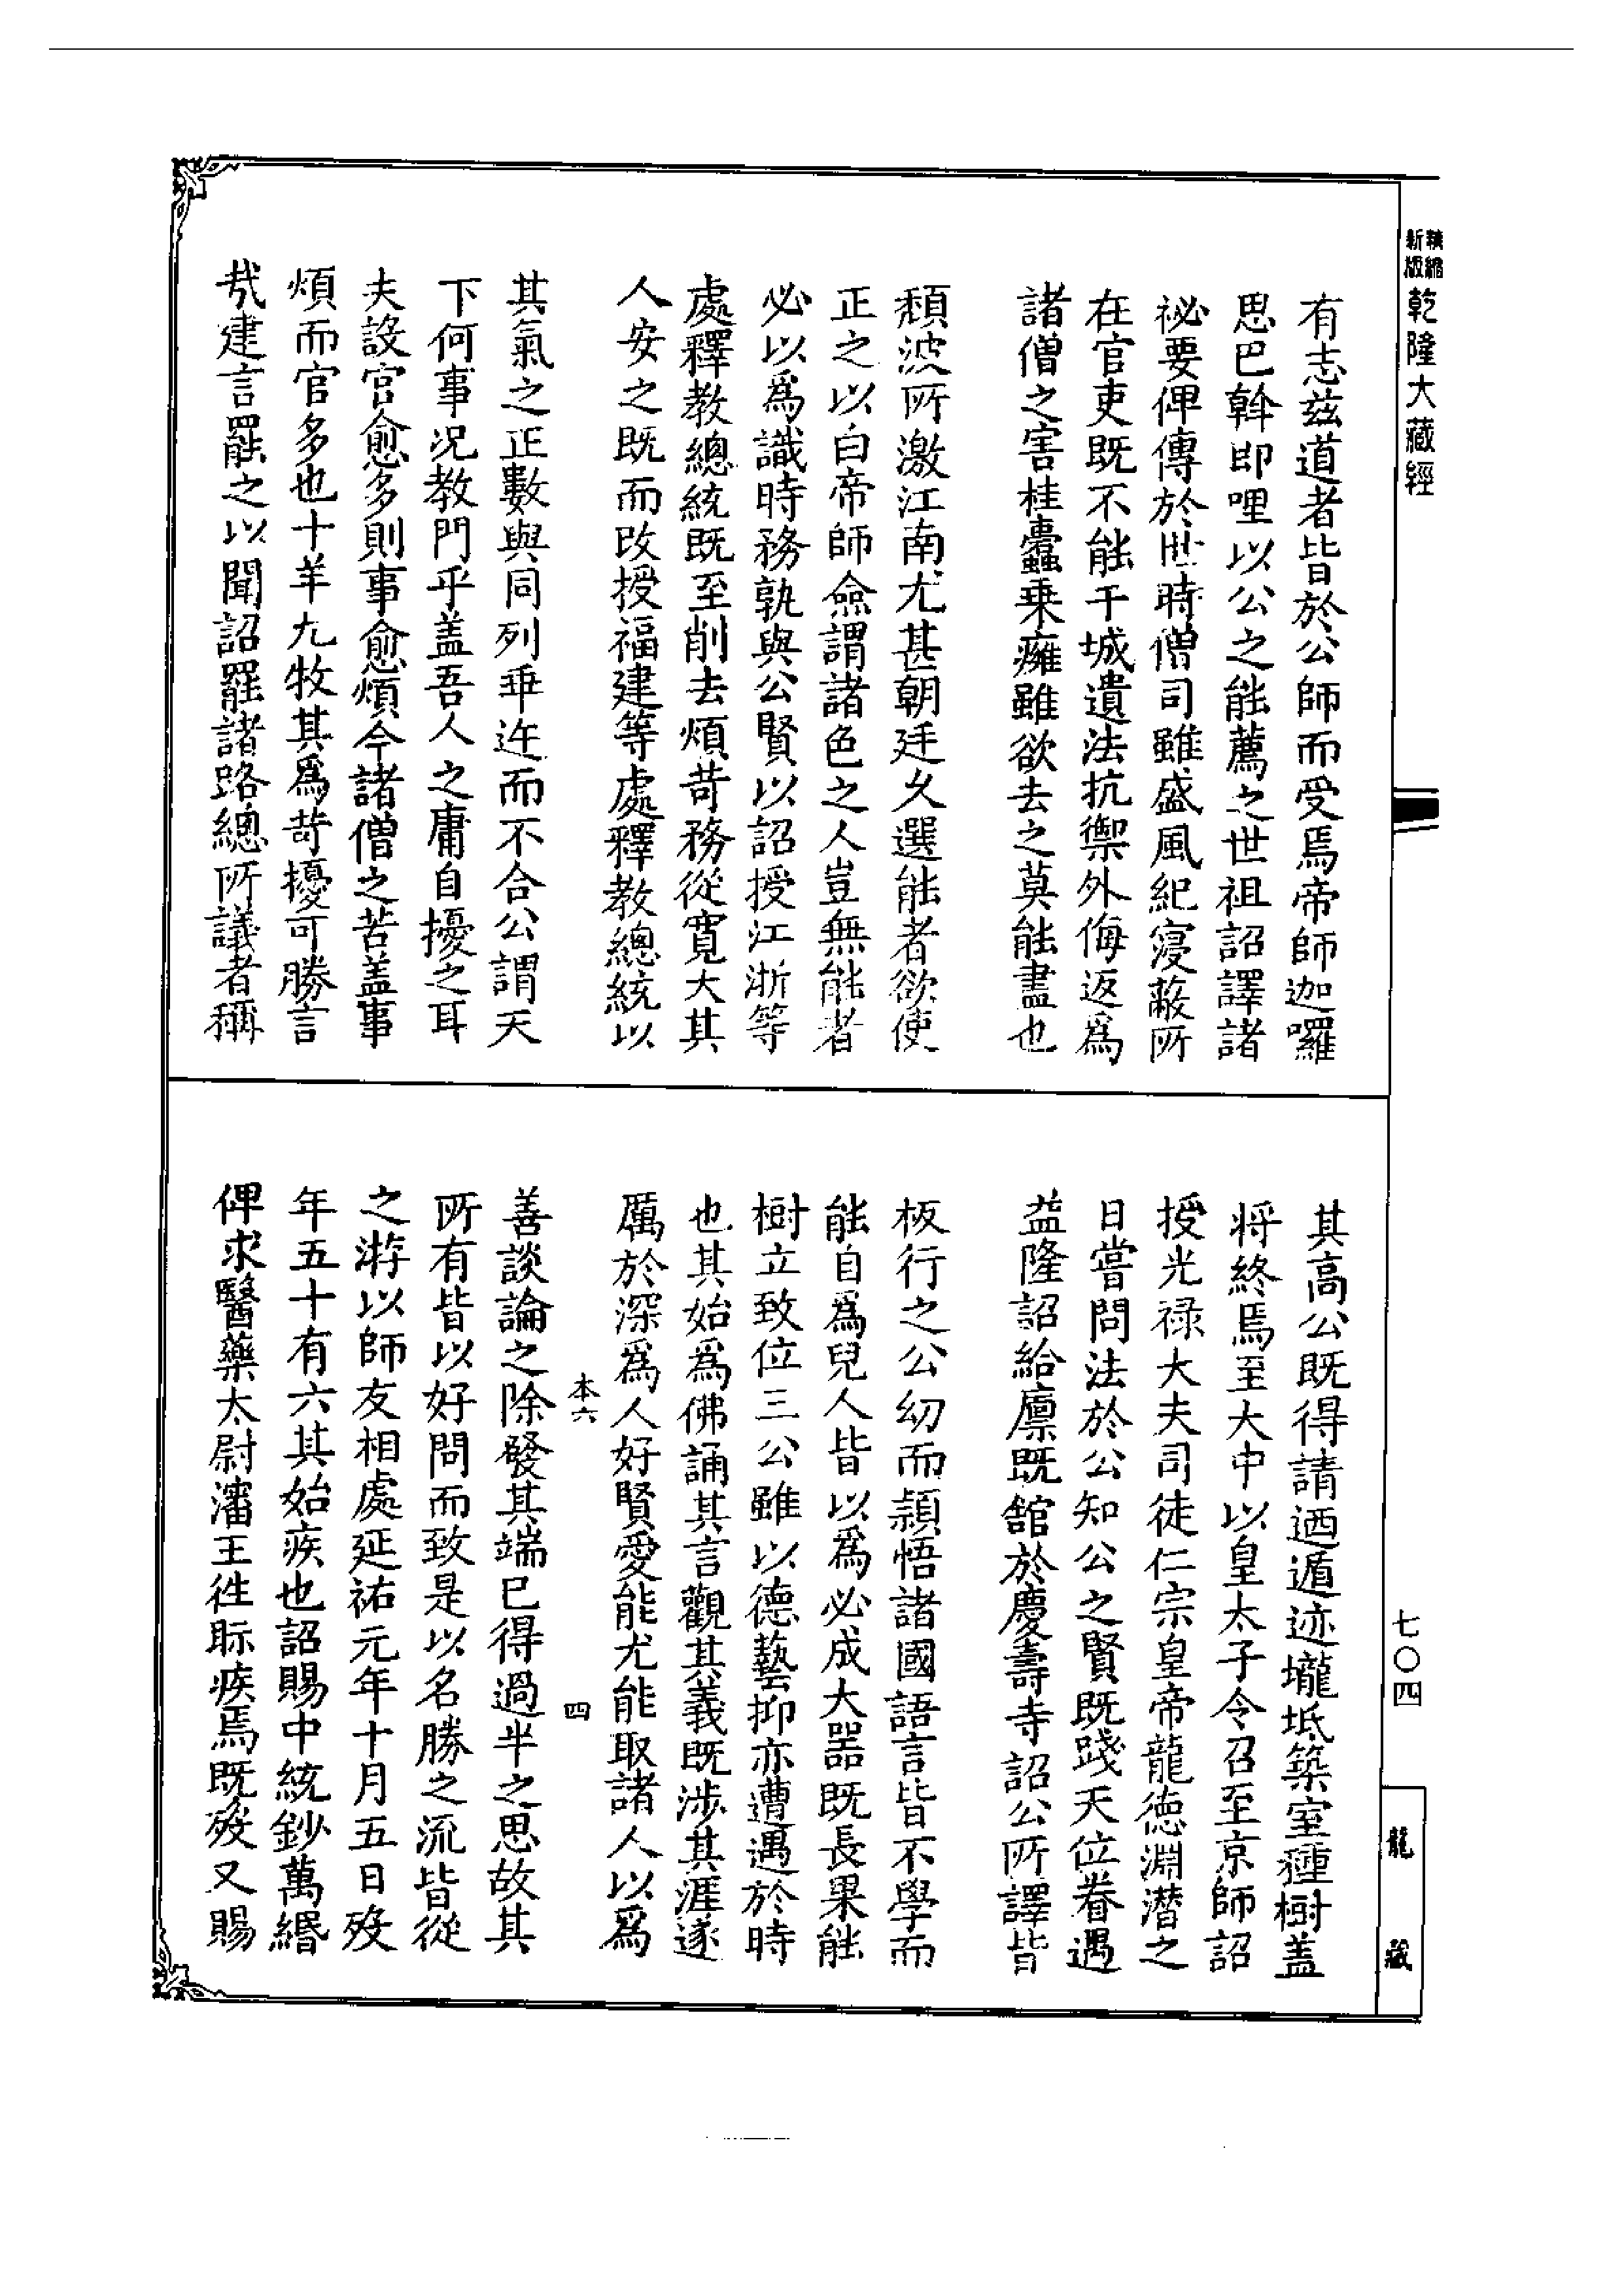 新版精縮
乾隆大藏經
有志茲道者皆於公師而受焉帝師迦囉
思巴斡即哩以公之能薦之世祖詔譯諸
祕要俾傳於世時僧司雖盛風紀寖蔽所
在官吏既不能干城遺法抗禦外侮返為
諸僧之害桂蠹乘癰雖欲去之莫能盡也
頹波所激江南尤甚朝廷久選能者欲使
正之以白帝師僉謂諸色之人豈無能者
必以為識時務孰與公賢以詔授江浙等
處釋教總統既至削去煩苛務從寬大其
人安之既而改授福建等處釋教總統以
其氣之正數與同列乖迕而不合公謂天
下何事况教門乎盖吾人之庸自擾之耳
夫設官愈多則事愈煩今諸僧之苦盖事
煩而官多也十羊九牧其為苛擾可勝言
哉建言罷之以聞詔罷諸路總所議者稱
其高公既得請迺遁迹壠坻築室種樹盖
将終焉至大中以皇太子令召至京師詔
授光禄大夫司徒仁宗皇帝龍德淵潜之
日嘗問法於公知公之賢既踐天位眷遇
益隆詔給廪既舘於慶壽寺詔公所譯皆
板行之公幼而頴悟諸國語言皆不學而
能自為兒人皆以為必成大器既長果能
樹立致位三公雖以德藝抑亦遭遇於時
也其始為佛誦其言觀其義既涉其涯遂
厲於深為人好賢愛能尤能取諸人以為
本六
四
善談論之除發其端已得過半之思故其
所有皆以好問而致是以名勝之流皆從
之游以師友相處延祐元年十月五日歿
年五十有六其始疾也詔賜中統鈔萬緡
俾求醫藥太尉瀋王徃眎疾焉既歿又賜
七〇四
龍藏